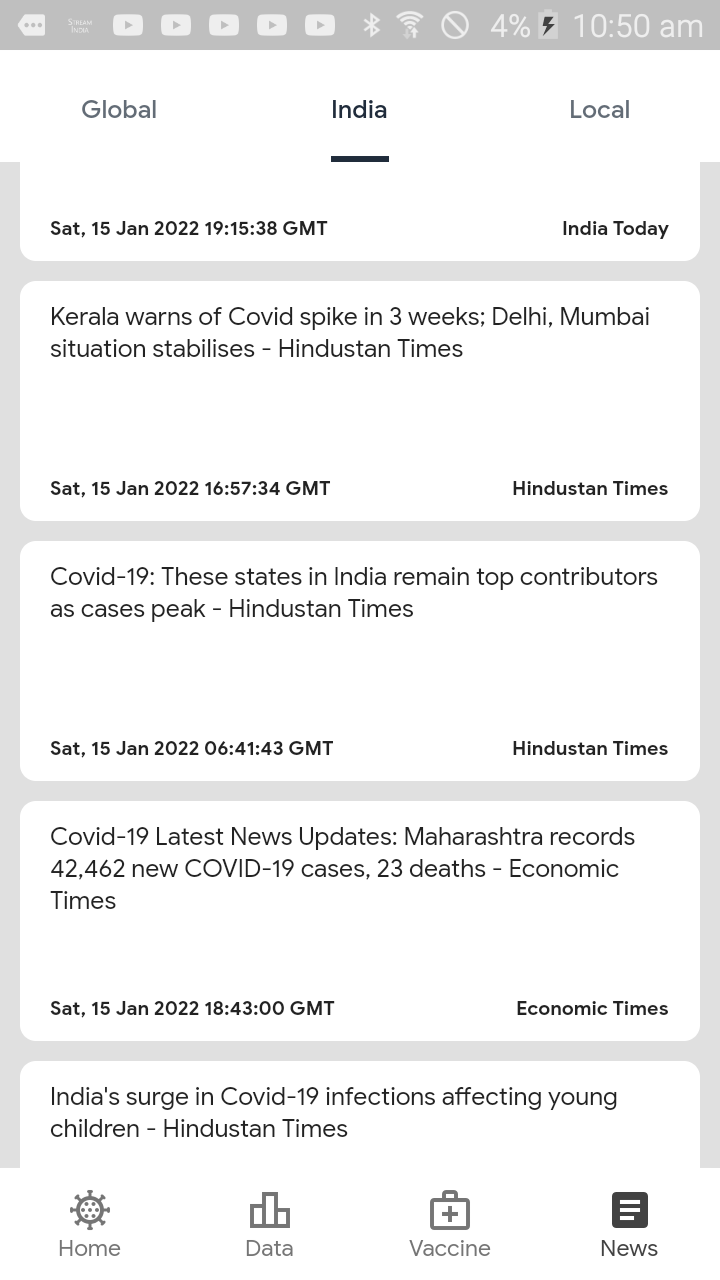 STREAM INDIA 4% 10:50 am
Global India Local
Sat, 15 Jan 2022 19:15:38 GMT India Today
Kerala warns of Covid spike in 3 weeks; Delhi, Mumbai
situation stabilises - Hindustan Times
Sat, 15 Jan 2022 16:57:34 GMT Hindustan Times
Covid-19: These states in India remain top contributors
as cases peak - Hindustan Times
Sat, 15 Jan 2022 06:41:43 GMT Hindustan Times
Covid-19 Latest News Updates: Maharashtra records
42,462 new COVID-19 cases, 23 deaths - Economic
Times
Sat, 15 Jan 2022 18:43:00 GMT Economic Times
India's surge in Covid-19 infections affecting young
children - Hindustan Times
Home Data Vaccine News